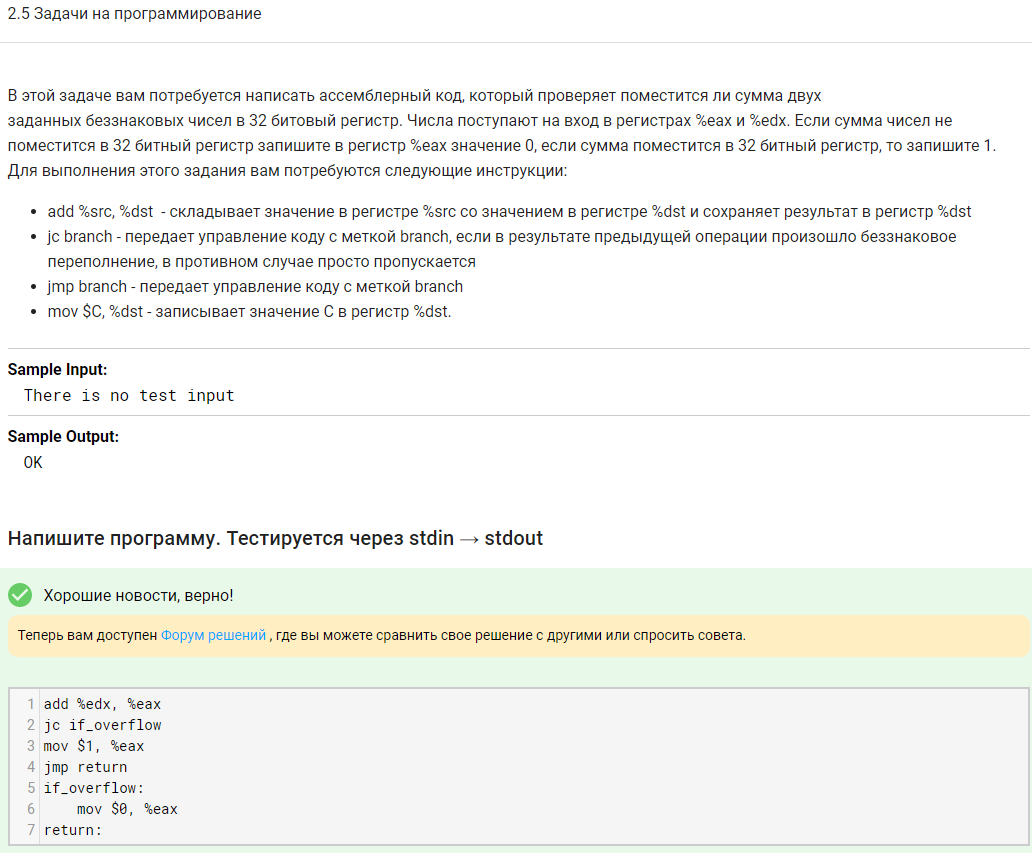 2.5 Задачи на программирование
В этой задаче вам потребуется написать ассемблерный код, который проверяет поместится ли сумма двух
заданных беззнаковых чисел в 32 битовый регистр. Числа поступают на вход в регистрах %eax и %edx. Если сумма чисел не
поместится в 32 битный регистр запишите в регистр %eax значение 0, если сумма поместится в 32 битный регистр, то запишите 1.
Для выполнения этого задания вам потребуются следующие инструкции:
• add %src, %dst - складывает значение в регистре %src со значением в регистре %dst и сохраняет результат в регистр %dst
• jc branch - передает управление коду с меткой branch, если в результате предыдущей операции произошло беззнаковое
переполнение, в противном случае просто пропускается
• jmp branch - передает управление коду с меткой branch
• mov $C, %dst - записывает значение C в регистр %dst.
Sample Input:
There is no test input
Sample Output:
OK
Напишите программу. Тестируется через stdin → stdout
Хорошие новости, верно!
Теперь вам доступен Форум решений , где вы можете сравнить свое решение с другими или спросить совета.
1 add %edx, %eax
2 jc if_overflow
3 mov $1, %eax
4 jmp return
5 if_overflow:
6     mov $0, %eax
7 return: